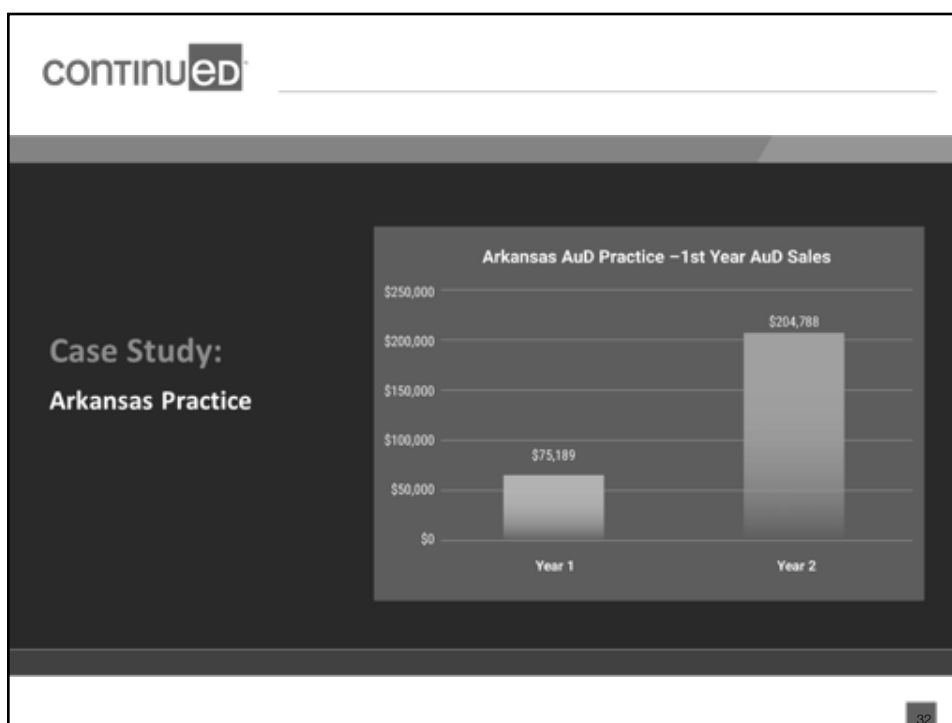 continued
Case Study:
Arkansas Practice
Arkansas AuD Practice –1st Year AuD Sales
$250,000
$200,000
$150,000
$100,000
$50,000
$0
$75,189
$204,788
Year 1
Year 2
32